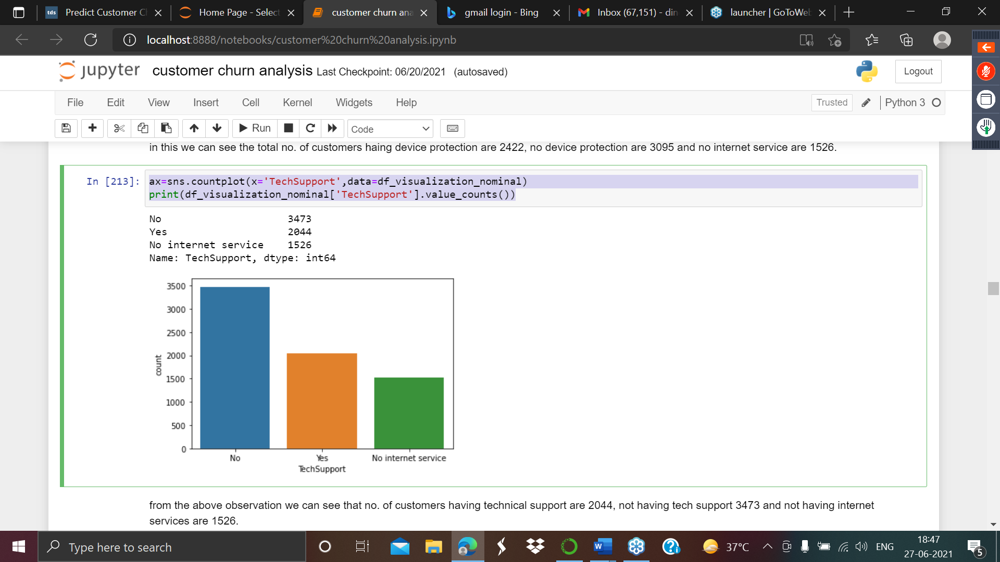 tds Predict Customer C
Home Page - Select
customer churn ana
gmail login - Bing
Inbox (67,151) - din
launcher | GoToWeb
localhost:8888/notebooks/customer%20churn%20analysis.ipynb
jupyter customer churn analysis Last Checkpoint: 06/20/2021 (autosaved)
Logout
File Edit View Insert Cell Kernel Widgets Help
Trusted Python 3
Run Code
in this we can see the total no. of customers haing device protection are 2422, no device protection are 3095 and no internet service are 1526.
In [213]: ax=sns.countplot(x='TechSupport',data=df_visualization_nominal)
print(df_visualization_nominal['TechSupport'].value_counts())
No 3473
Yes 2044
No internet service 1526
Name: TechSupport, dtype: int64
3500
3000
2500
2000
1500
1000
500
0
count
No Yes No internet service
TechSupport
from the above observation we can see that no. of customers having technical support are 2044, not having tech support 3473 and not having internet
services are 1526.
Type here to search
W
37°C
ENG
18:47
27-06-2021
5